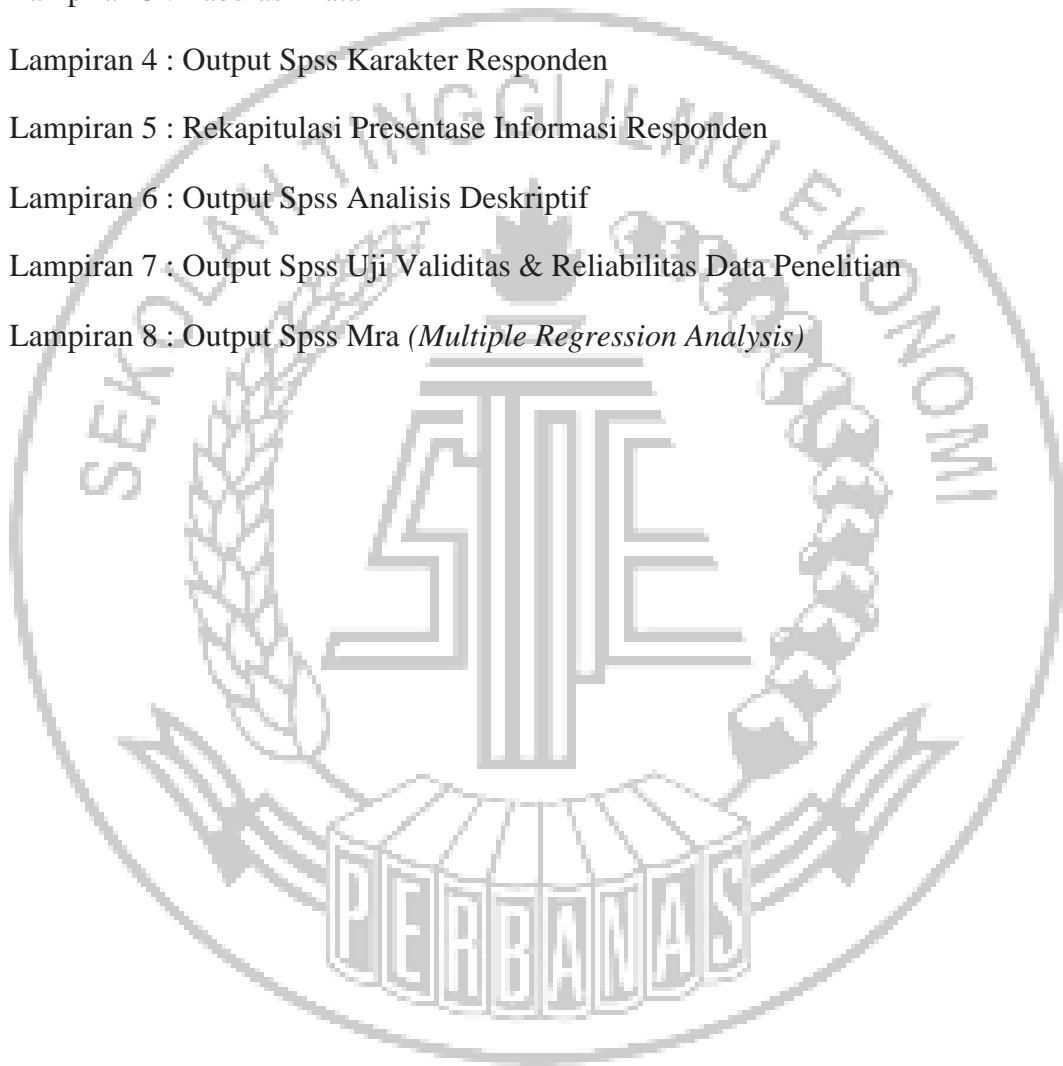 Lampiran 4 : Output Spss Karakter Responden
Lampiran 5 : Rekapitulasi Presentase Informasi Responden
Lampiran 6 : Output Spss Analisis Deskriptif
Lampiran 7 : Output Spss Uji Validitas & Reliabilitas Data Penelitian
Lampiran 8 : Output Spss Mra (Multiple Regression Analysis)
SEKOLAH TINGGI ILMU EKONOMI
STIE
PERBANAS